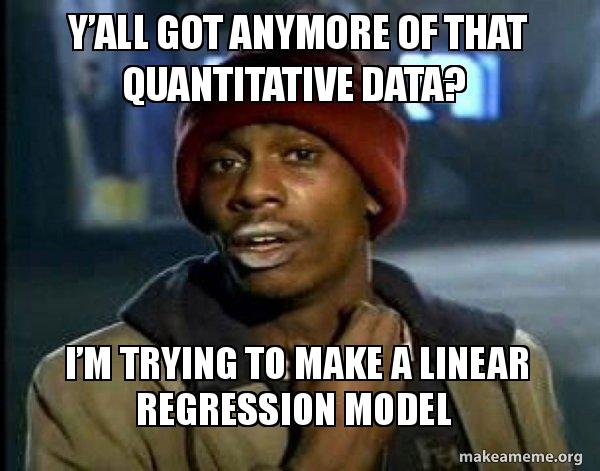 Y'ALL GOT ANYMORE OF THAT
QUANTITATIVE DATA?
I'M TRYING TO MAKE A LINEAR
REGRESSION MODEL
makeameme.org